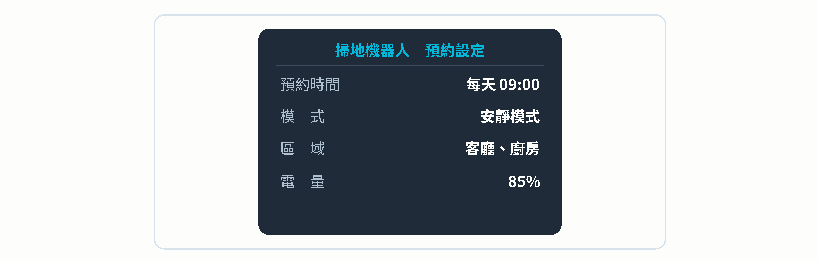 掃地機器人　預約設定
預約時間 每天 09:00
模　式 安靜模式
區　域 客廳、廚房
電　量 85%